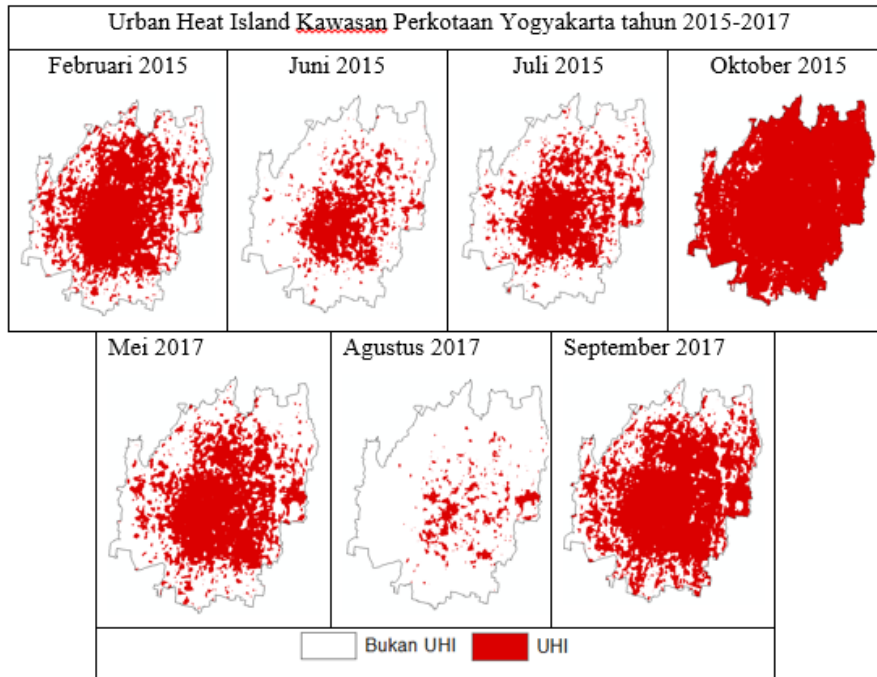 Urban Heat Island Kawasan Perkotaan Yogyakarta tahun 2015-2017
Februari 2015
Juni 2015
Juli 2015
Oktober 2015
Mei 2017
Agustus 2017
September 2017
Bukan UHI
UHI